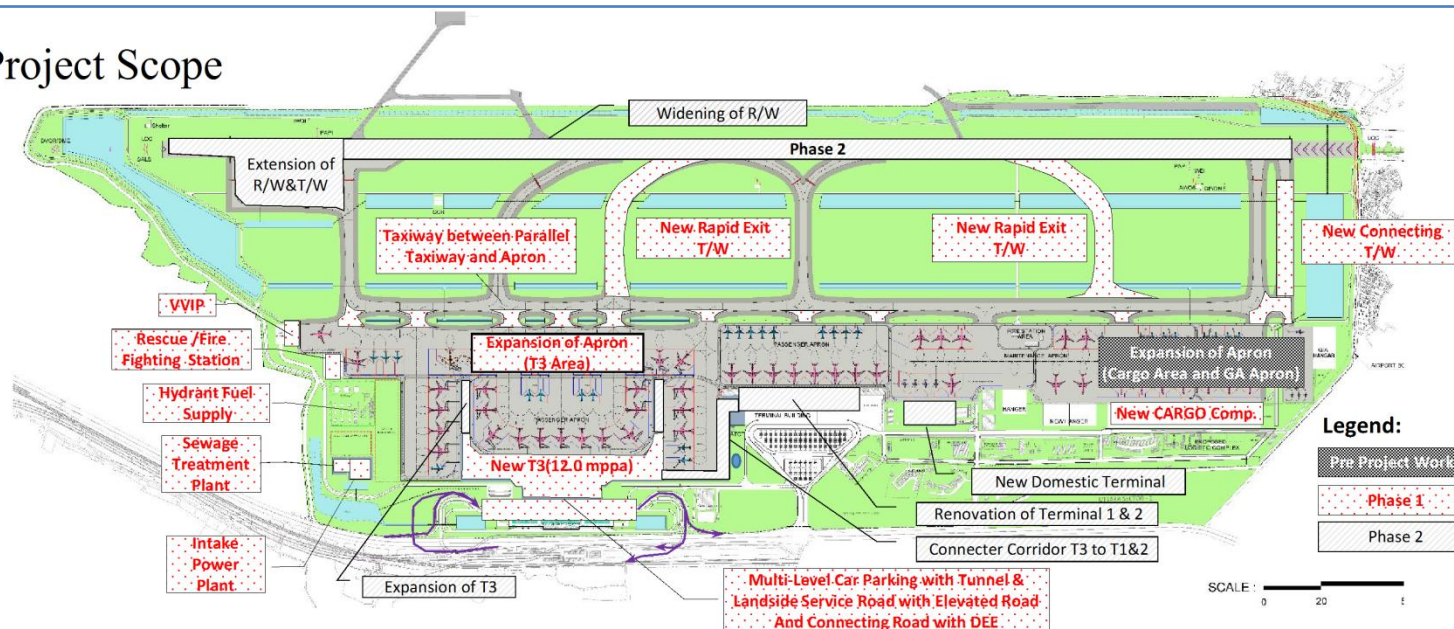 Project Scope
Widening of R/W
Phase 2
Extension of
R/W&T/W
Taxiway between Parallel
Taxiway and Apron
New Rapid Exit
T/W
New Rapid Exit
T/W
New Connecting
T/W
VVIP
Rescue /Fire
Fighting Station
Hydrant Fuel
Supply
Sewage
Treatment
Plant
Intake
Power
Plant
Expansion of Apron
(T3 Area)
PASSENGER APRON
PASSENGER APRON
MAINTENANCE APRON
Expansion of Apron
(Cargo Area and GA Apron)
New CARGO Comp.
TERMINAL BUILDING
HANGER
New T3(12.0 mppa)
New Domestic Terminal
Renovation of Terminal 1 & 2
Connecter Corridor T3 to T1&2
Expansion of T3
Multi-Level Car Parking with Tunnel &
Landside Service Road with Elevated Road
And Connecting Road with DEE
Legend:
Pre Project Work
Phase 1
Phase 2
SCALE :
0 20 5